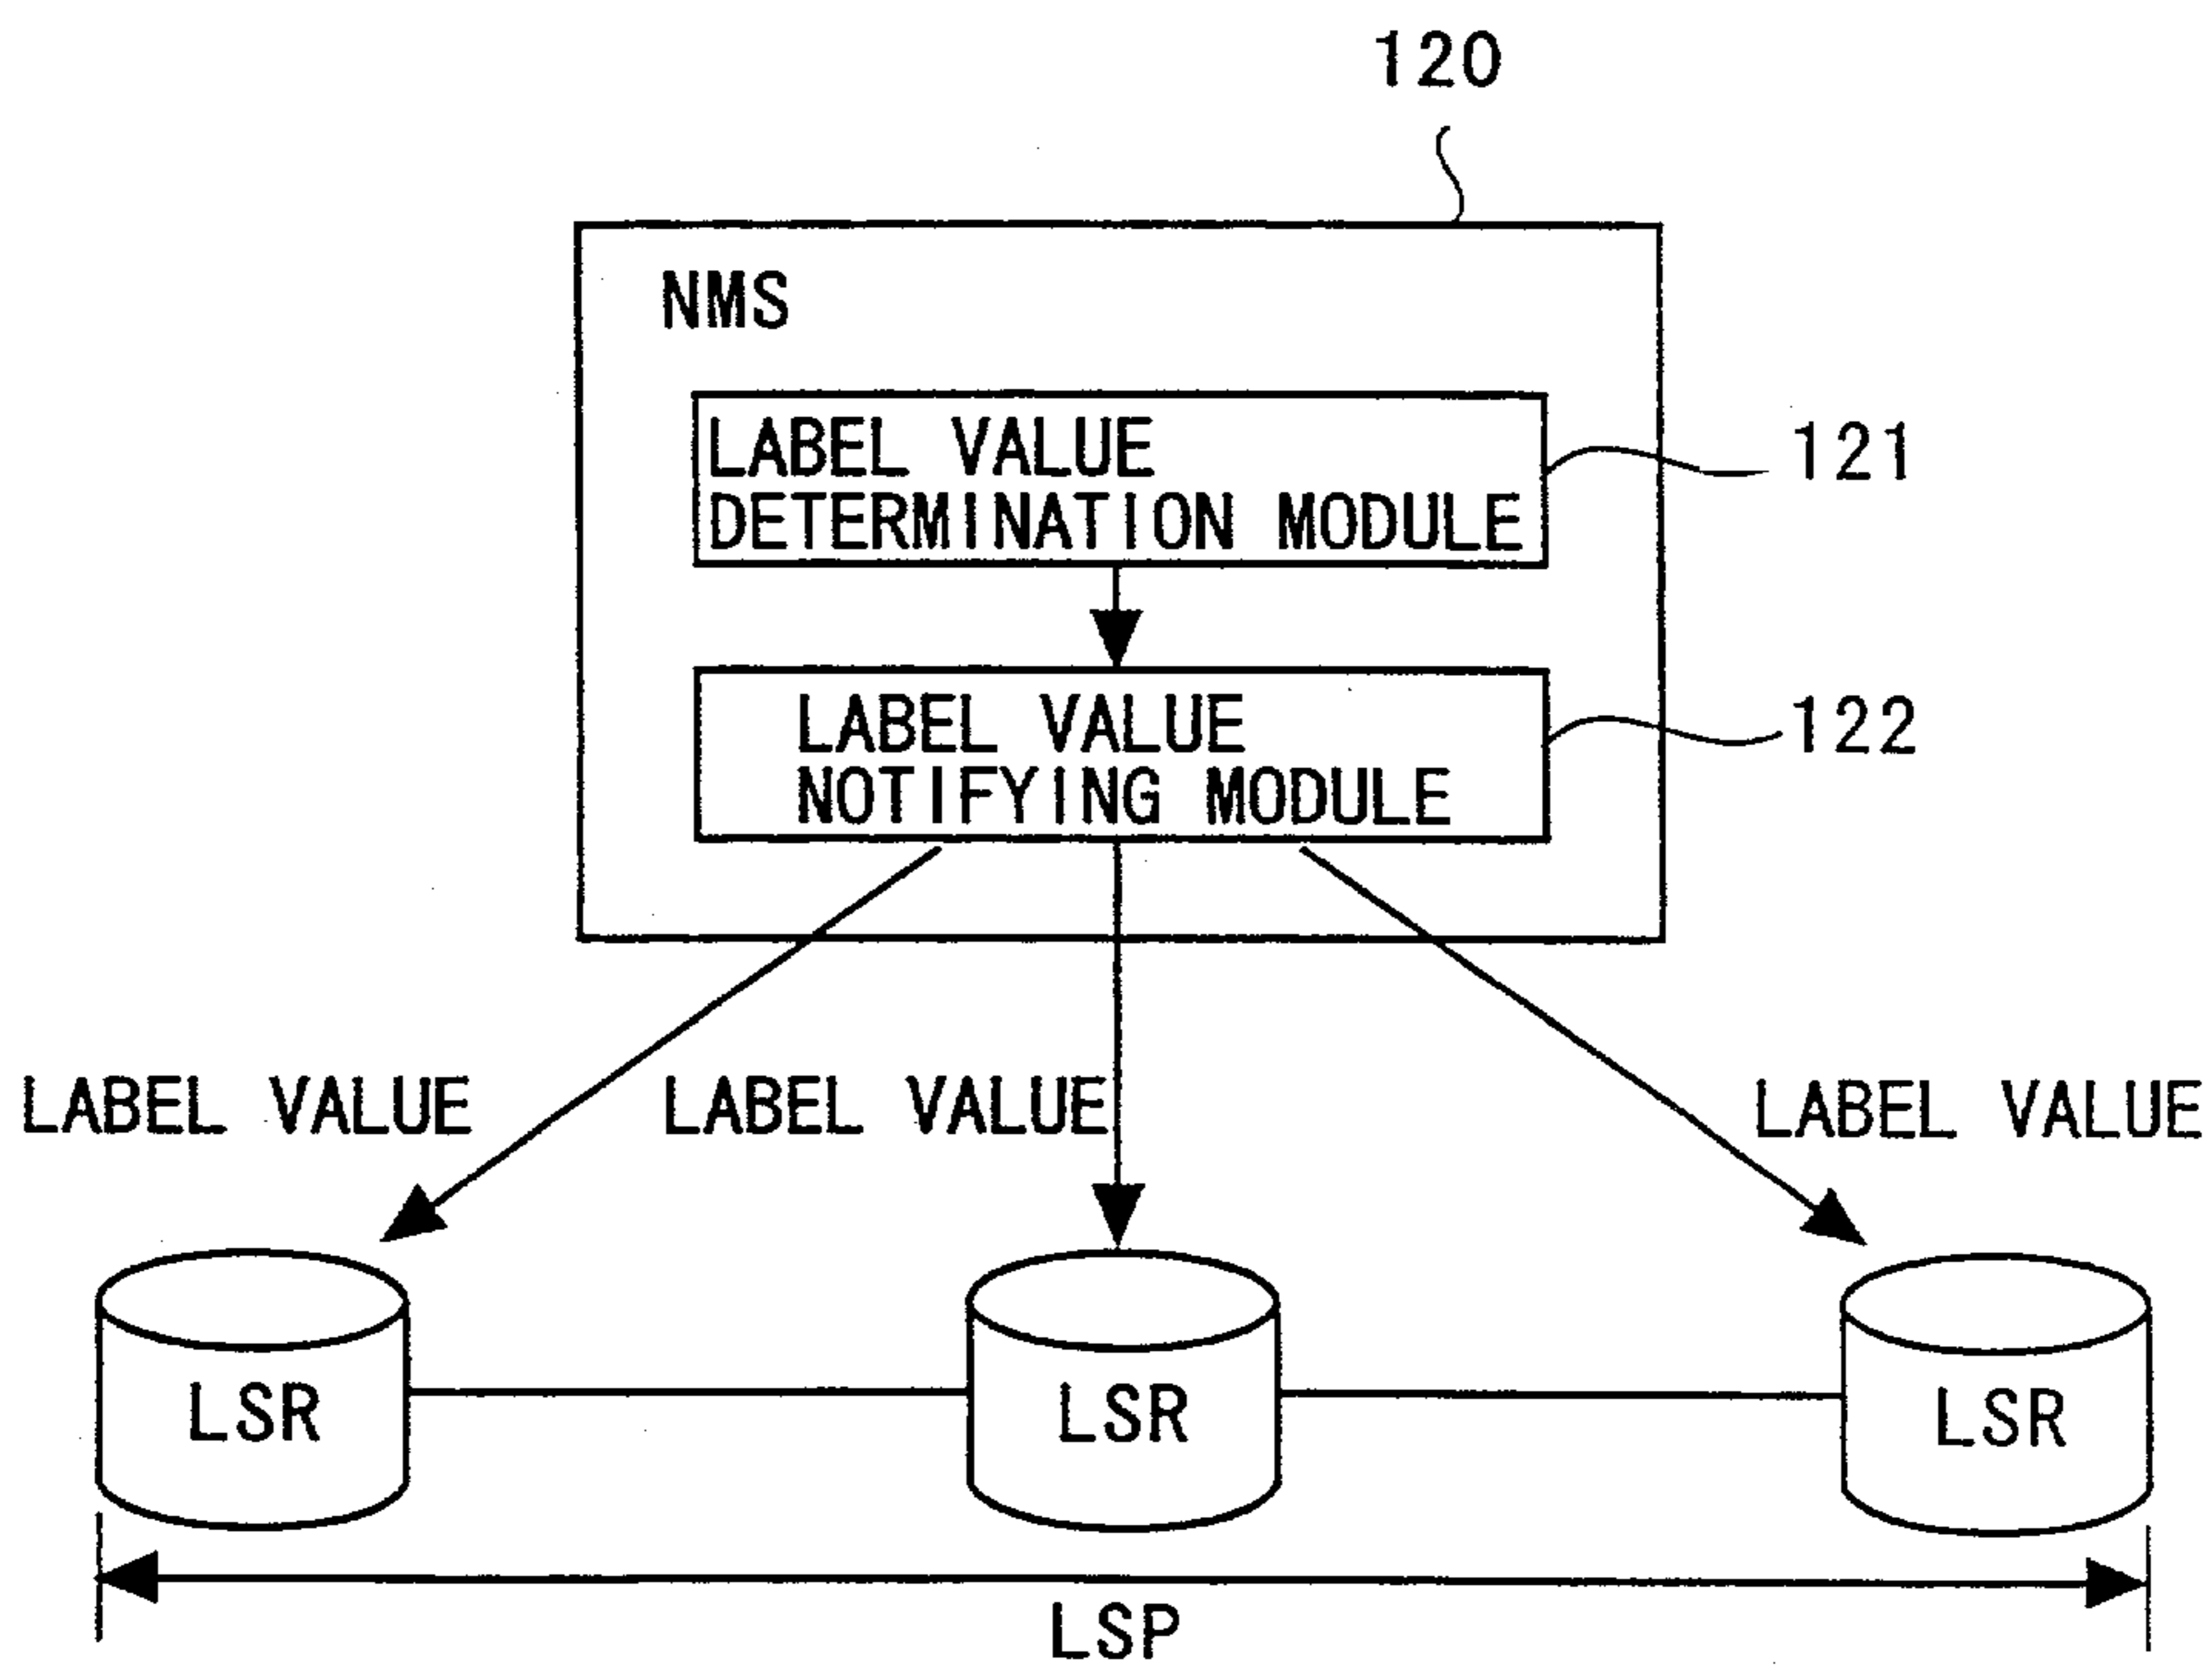 120
NMS
LABEL VALUE
DETERMINATION MODULE
121
LABEL VALUE
NOTIFYING MODULE
122
LABEL VALUE
LABEL VALUE
LABEL VALUE
LSR
LSR
LSR
LSP